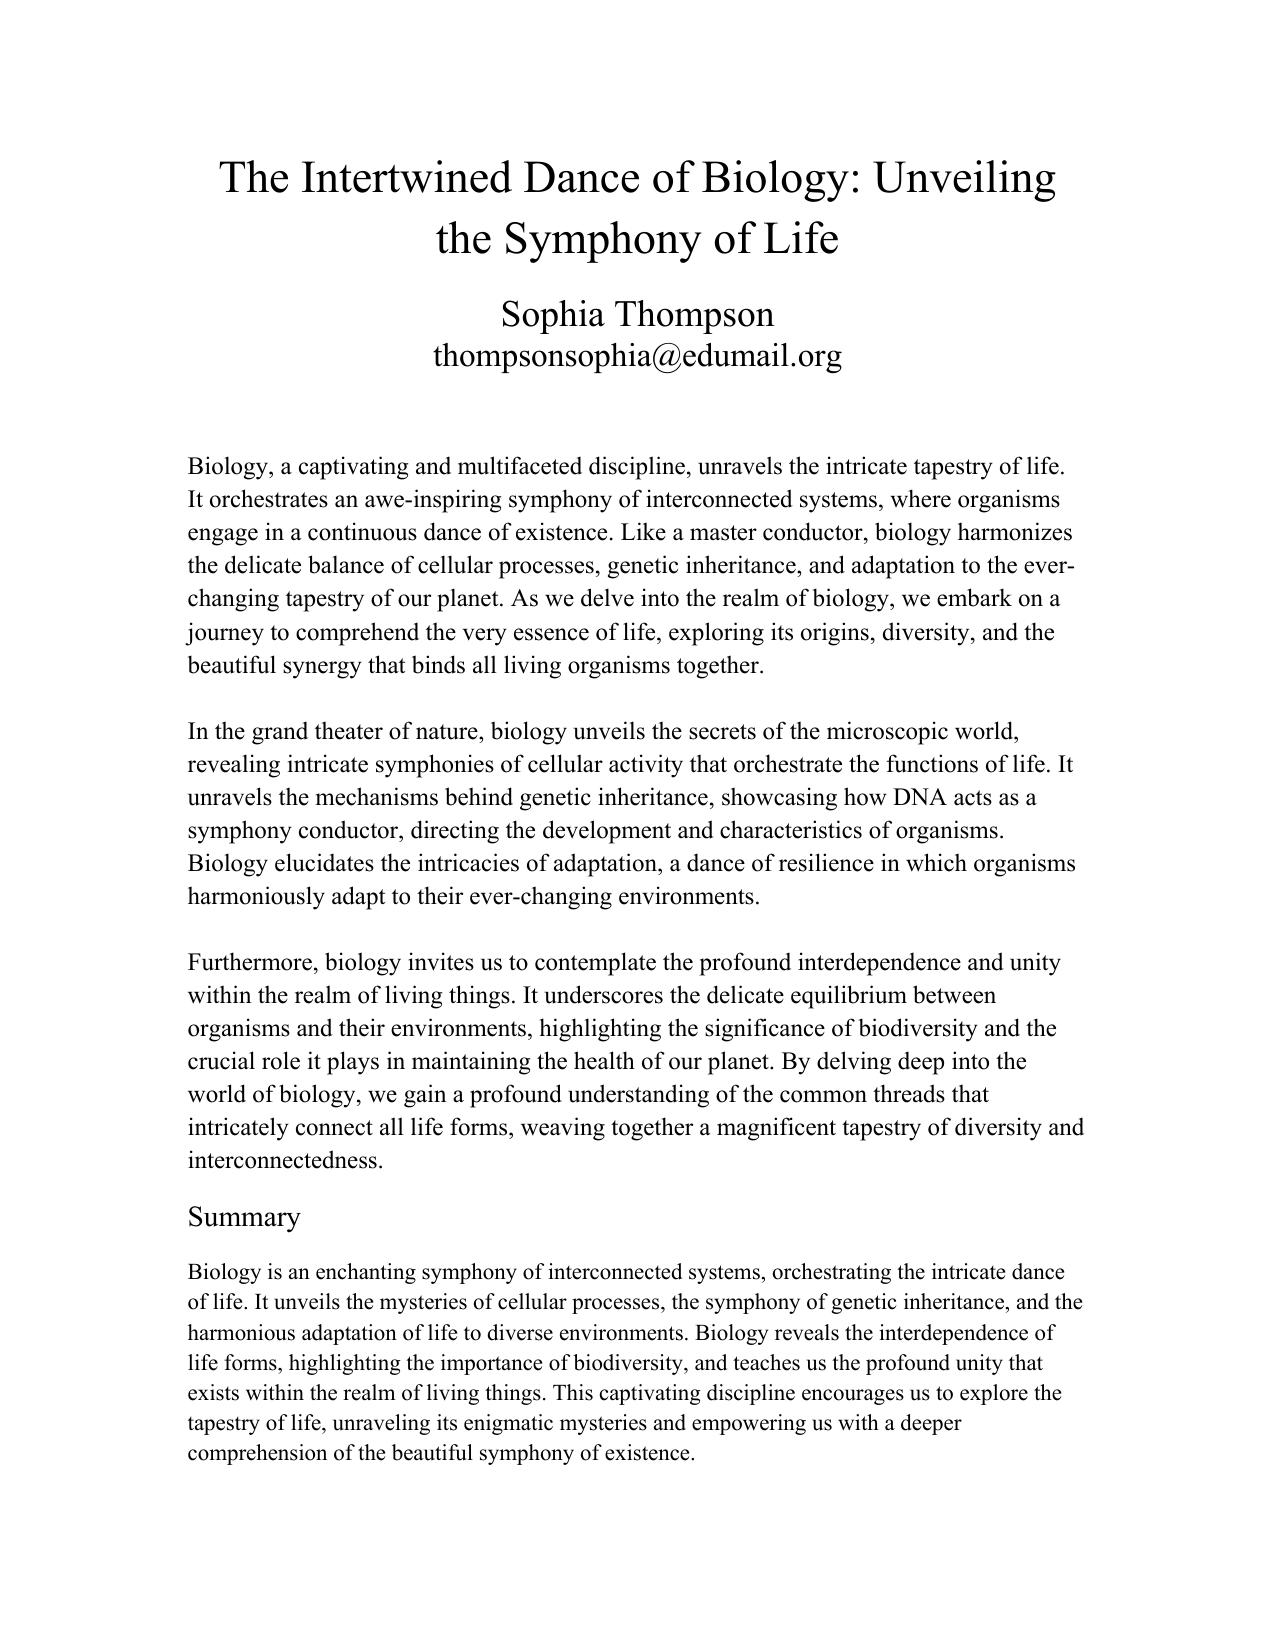 The Intertwined Dance of Biology: Unveiling
the Symphony of Life
Sophia Thompson
thompsonsophia@edumail.org
Biology, a captivating and multifaceted discipline, unravels the intricate tapestry of life.
It orchestrates an awe-inspiring symphony of interconnected systems, where organisms
engage in a continuous dance of existence. Like a master conductor, biology harmonizes
the delicate balance of cellular processes, genetic inheritance, and adaptation to the ever-
changing tapestry of our planet. As we delve into the realm of biology, we embark on a
journey to comprehend the very essence of life, exploring its origins, diversity, and the
beautiful synergy that binds all living organisms together.
In the grand theater of nature, biology unveils the secrets of the microscopic world,
revealing intricate symphonies of cellular activity that orchestrate the functions of life. It
unravels the mechanisms behind genetic inheritance, showcasing how DNA acts as a
symphony conductor, directing the development and characteristics of organisms.
Biology elucidates the intricacies of adaptation, a dance of resilience in which organisms
harmoniously adapt to their ever-changing environments.
Furthermore, biology invites us to contemplate the profound interdependence and unity
within the realm of living things. It underscores the delicate equilibrium between
organisms and their environments, highlighting the significance of biodiversity and the
crucial role it plays in maintaining the health of our planet. By delving deep into the
world of biology, we gain a profound understanding of the common threads that
intricately connect all life forms, weaving together a magnificent tapestry of diversity and
interconnectedness.
Summary
Biology is an enchanting symphony of interconnected systems, orchestrating the intricate dance
of life. It unveils the mysteries of cellular processes, the symphony of genetic inheritance, and the
harmonious adaptation of life to diverse environments. Biology reveals the interdependence of
life forms, highlighting the importance of biodiversity, and teaches us the profound unity that
exists within the realm of living things. This captivating discipline encourages us to explore the
tapestry of life, unraveling its enigmatic mysteries and empowering us with a deeper
comprehension of the beautiful symphony of existence.